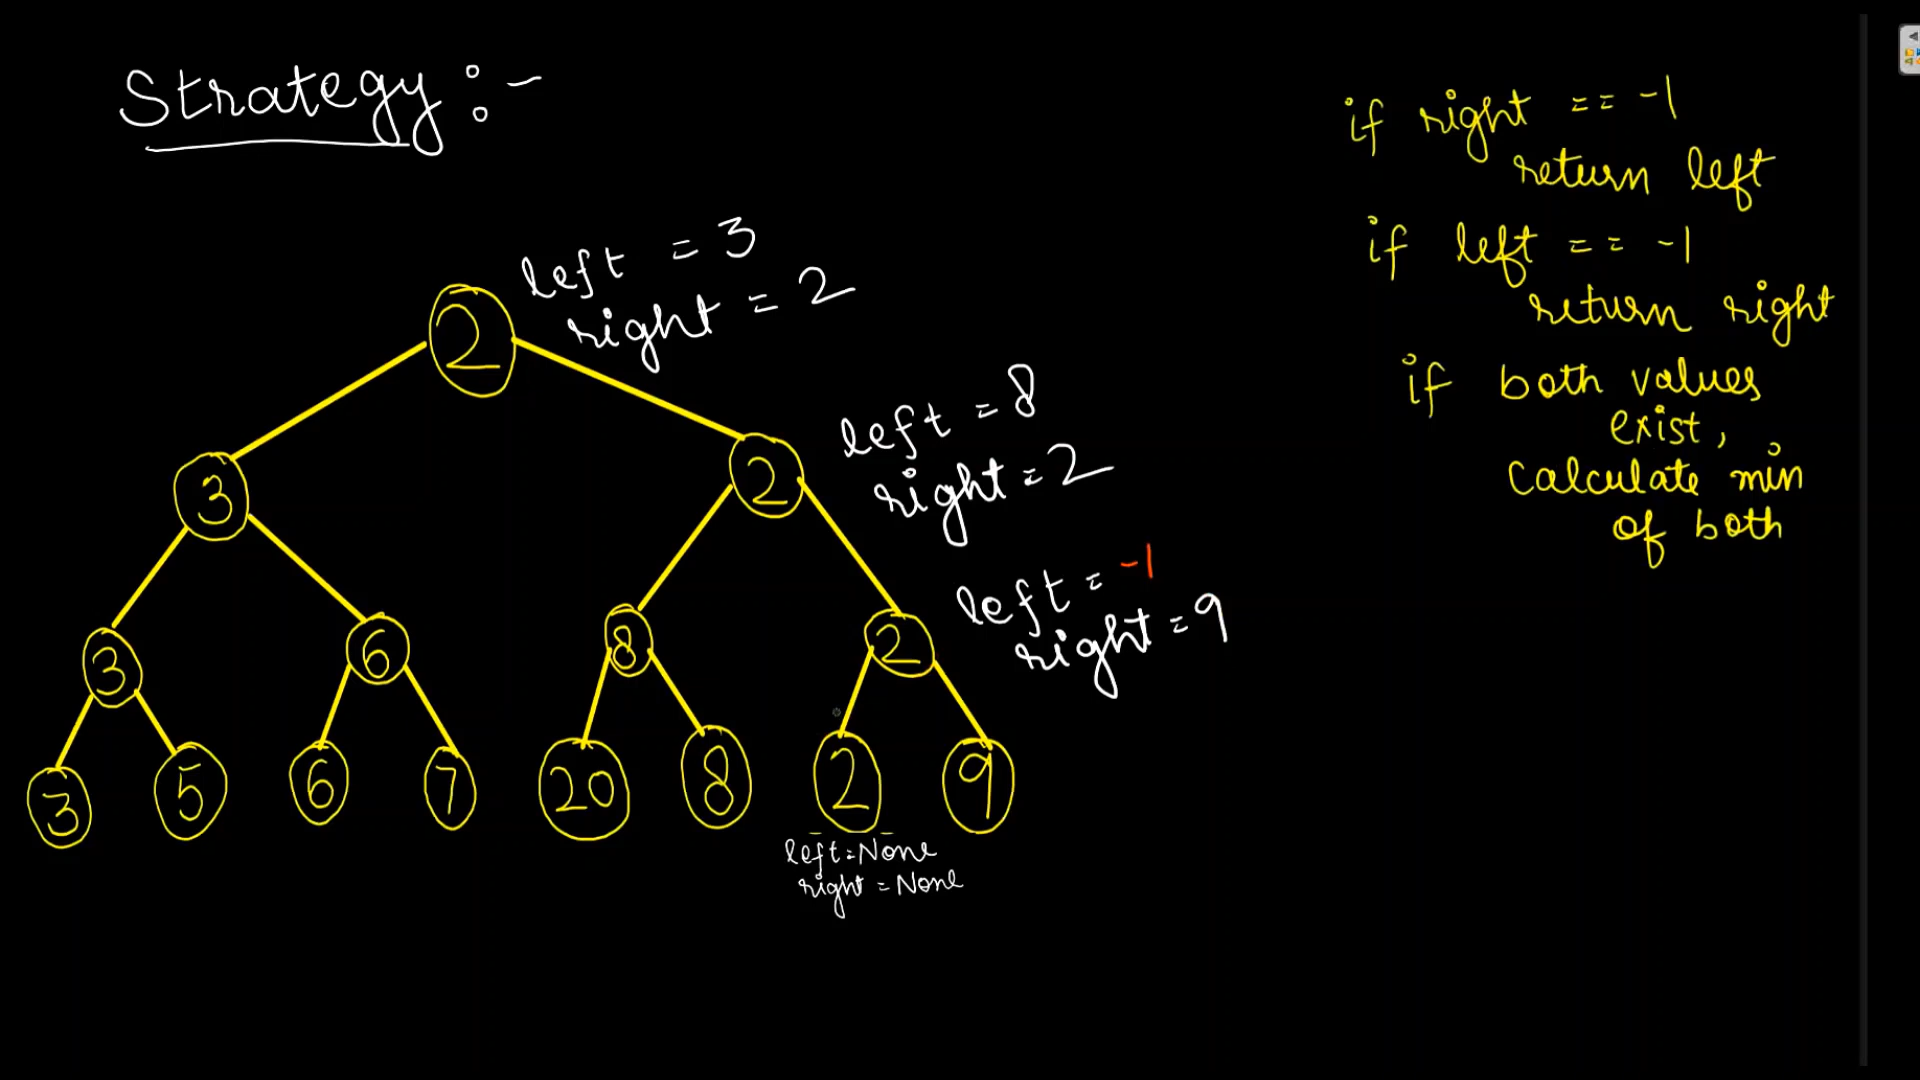 Strategy :-
if right == -1
return left
if left == -1
return right
if both values
exist,
Calculate min
of both
left = 3
right = 2
2
left = 8
right = 2
3
2
left = -1
right = 9
3
6
8
2
3
5
6
7
20
8
2
9
left = None
right = None